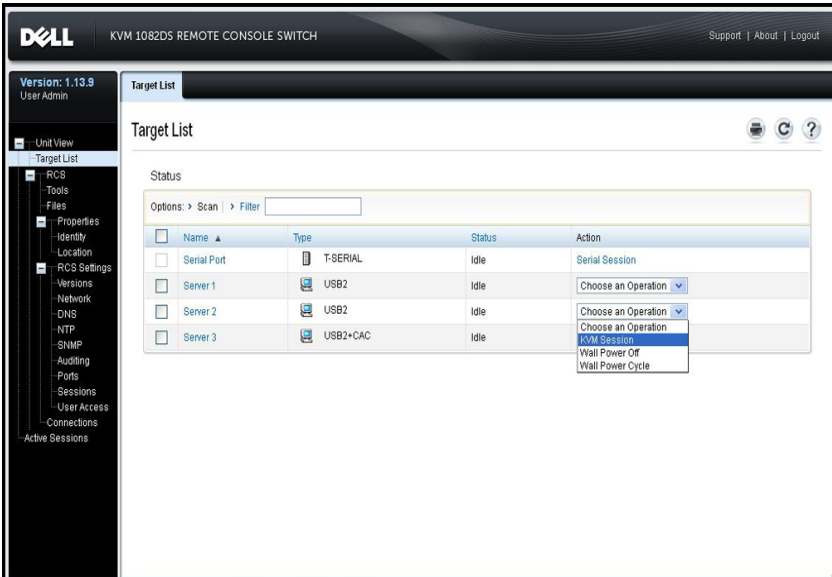 DELL
KVM 1082DS REMOTE CONSOLE SWITCH
Support | About | Logout
Version: 1.13.9
User Admin
Target List
Unit View
Target List
RCS
Tools
Files
Properties
Identity
Location
RCS Settings
Versions
Network
DNS
NTP
SNMP
Auditing
Ports
Sessions
User Access
Connections
Active Sessions
Target List
Status
Options: > Scan | > Filter
Name ▲ Type Status Action
Serial Port T-SERIAL Idle Serial Session
Server 1 USB2 Idle Choose an Operation
Server 2 USB2 Idle Choose an Operation
Choose an Operation
Server 3 USB2+CAC Idle KVM Session
Wall Power Off
Wall Power Cycle